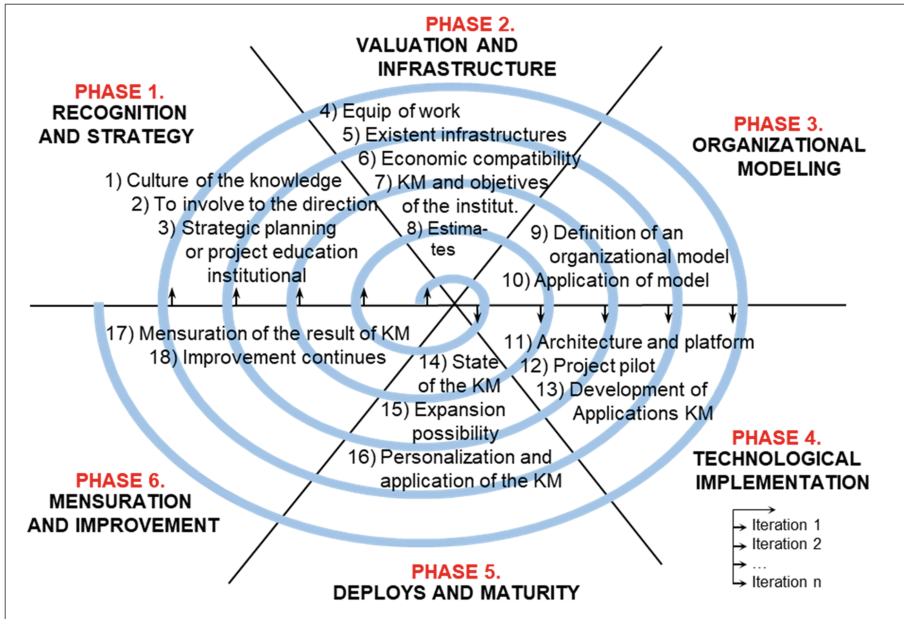 PHASE 1.
RECOGNITION
AND STRATEGY
1) Culture of the knowledge
2) To involve to the direction
3) Strategic planning
or project education
institutional
PHASE 2.
VALUATION AND
INFRASTRUCTURE
4) Equip of work
5) Existent infrastructures
6) Economic compatibility
7) KM and objetives
of the institut.
8) Estima-
tes
PHASE 3.
ORGANIZATIONAL
MODELING
9) Definition of an
organizational model
10) Application of model
PHASE 4.
TECHNOLOGICAL
IMPLEMENTATION
11) Architecture and platform
12) Project pilot
13) Development of
Applications KM
Iteration 1
Iteration 2
...
Iteration n
PHASE 5.
DEPLOYS AND MATURITY
14) State
of the KM
15) Expansion
possibility
16) Personalization and
application of the KM
PHASE 6.
MENSURATION
AND IMPROVEMENT
17) Mensuration of the result of KM
18) Improvement continues